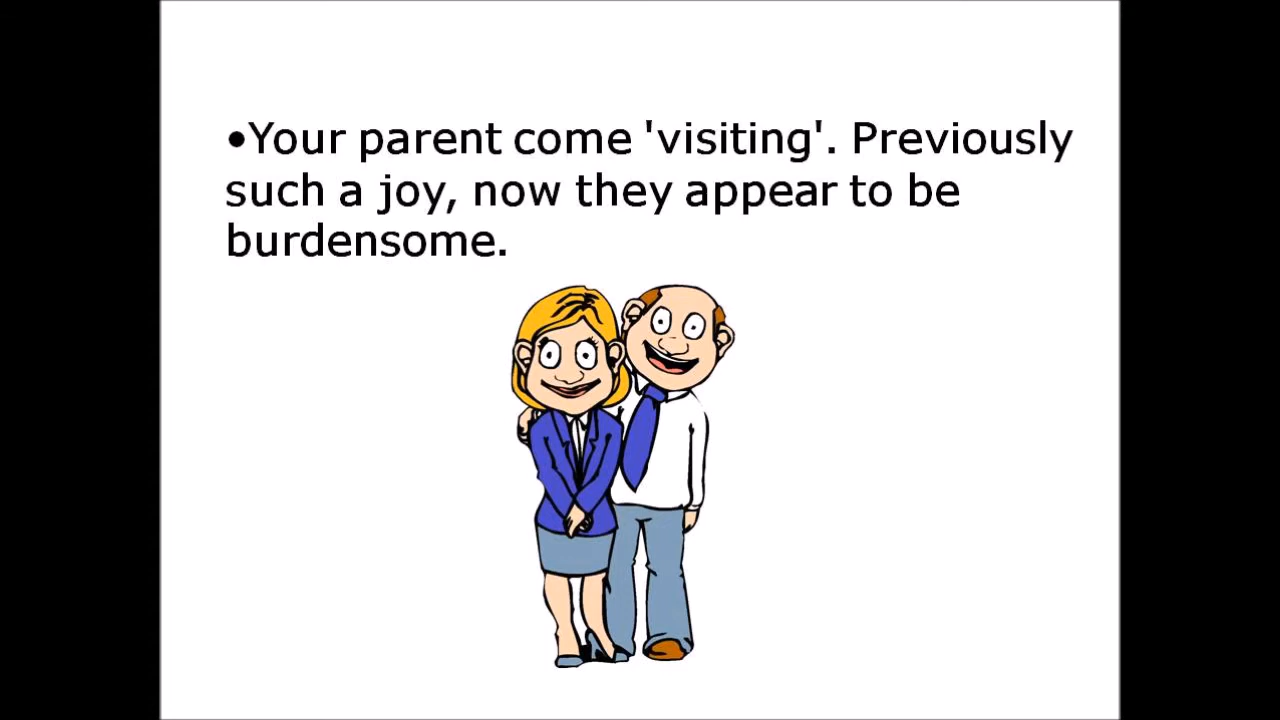 •Your parent come 'visiting'. Previously
such a joy, now they appear to be
burdensome.